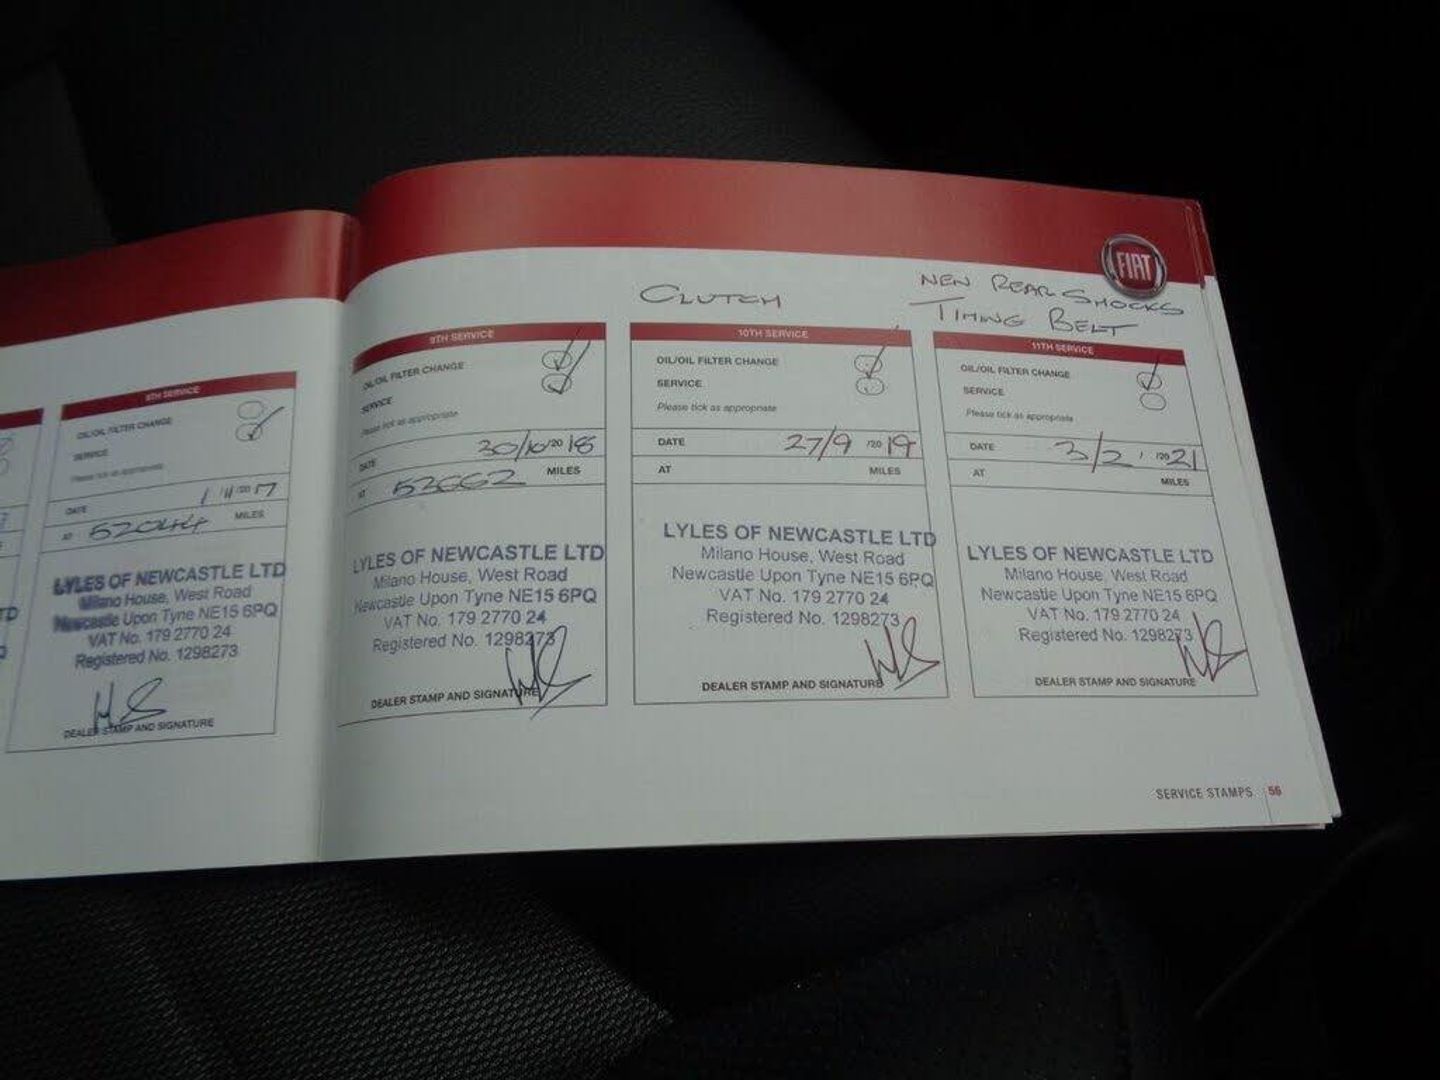 FIAT
CLUTCH
NEW REAR SHOCKS
TIMING BELT
8TH SERVICE
OIL/OIL FILTER CHANGE
SERVICE
Please tick as appropriate
DATE 1/11/2017
AT 52044 MILES
LYLES OF NEWCASTLE LTD
Milano House, West Road
Newcastle Upon Tyne NE15 6PQ
VAT No. 179 2770 24
Registered No. 1298273
DEALER STAMP AND SIGNATURE
9TH SERVICE
OIL/OIL FILTER CHANGE
SERVICE
Please tick as appropriate
DATE 30/10/2018
AT 52662 MILES
LYLES OF NEWCASTLE LTD
Milano House, West Road
Newcastle Upon Tyne NE15 6PQ
VAT No. 179 2770 24
Registered No. 1298273
DEALER STAMP AND SIGNATURE
10TH SERVICE
OIL/OIL FILTER CHANGE
SERVICE
Please tick as appropriate
DATE 27/9/2019
AT MILES
LYLES OF NEWCASTLE LTD
Milano House, West Road
Newcastle Upon Tyne NE15 6PQ
VAT No. 179 2770 24
Registered No. 1298273
DEALER STAMP AND SIGNATURE
11TH SERVICE
OIL/OIL FILTER CHANGE
SERVICE
Please tick as appropriate
DATE 3/2/2021
AT MILES
LYLES OF NEWCASTLE LTD
Milano House, West Road
Newcastle Upon Tyne NE15 6PQ
VAT No. 179 2770 24
Registered No. 1298273
DEALER STAMP AND SIGNATURE
SERVICE STAMPS 56